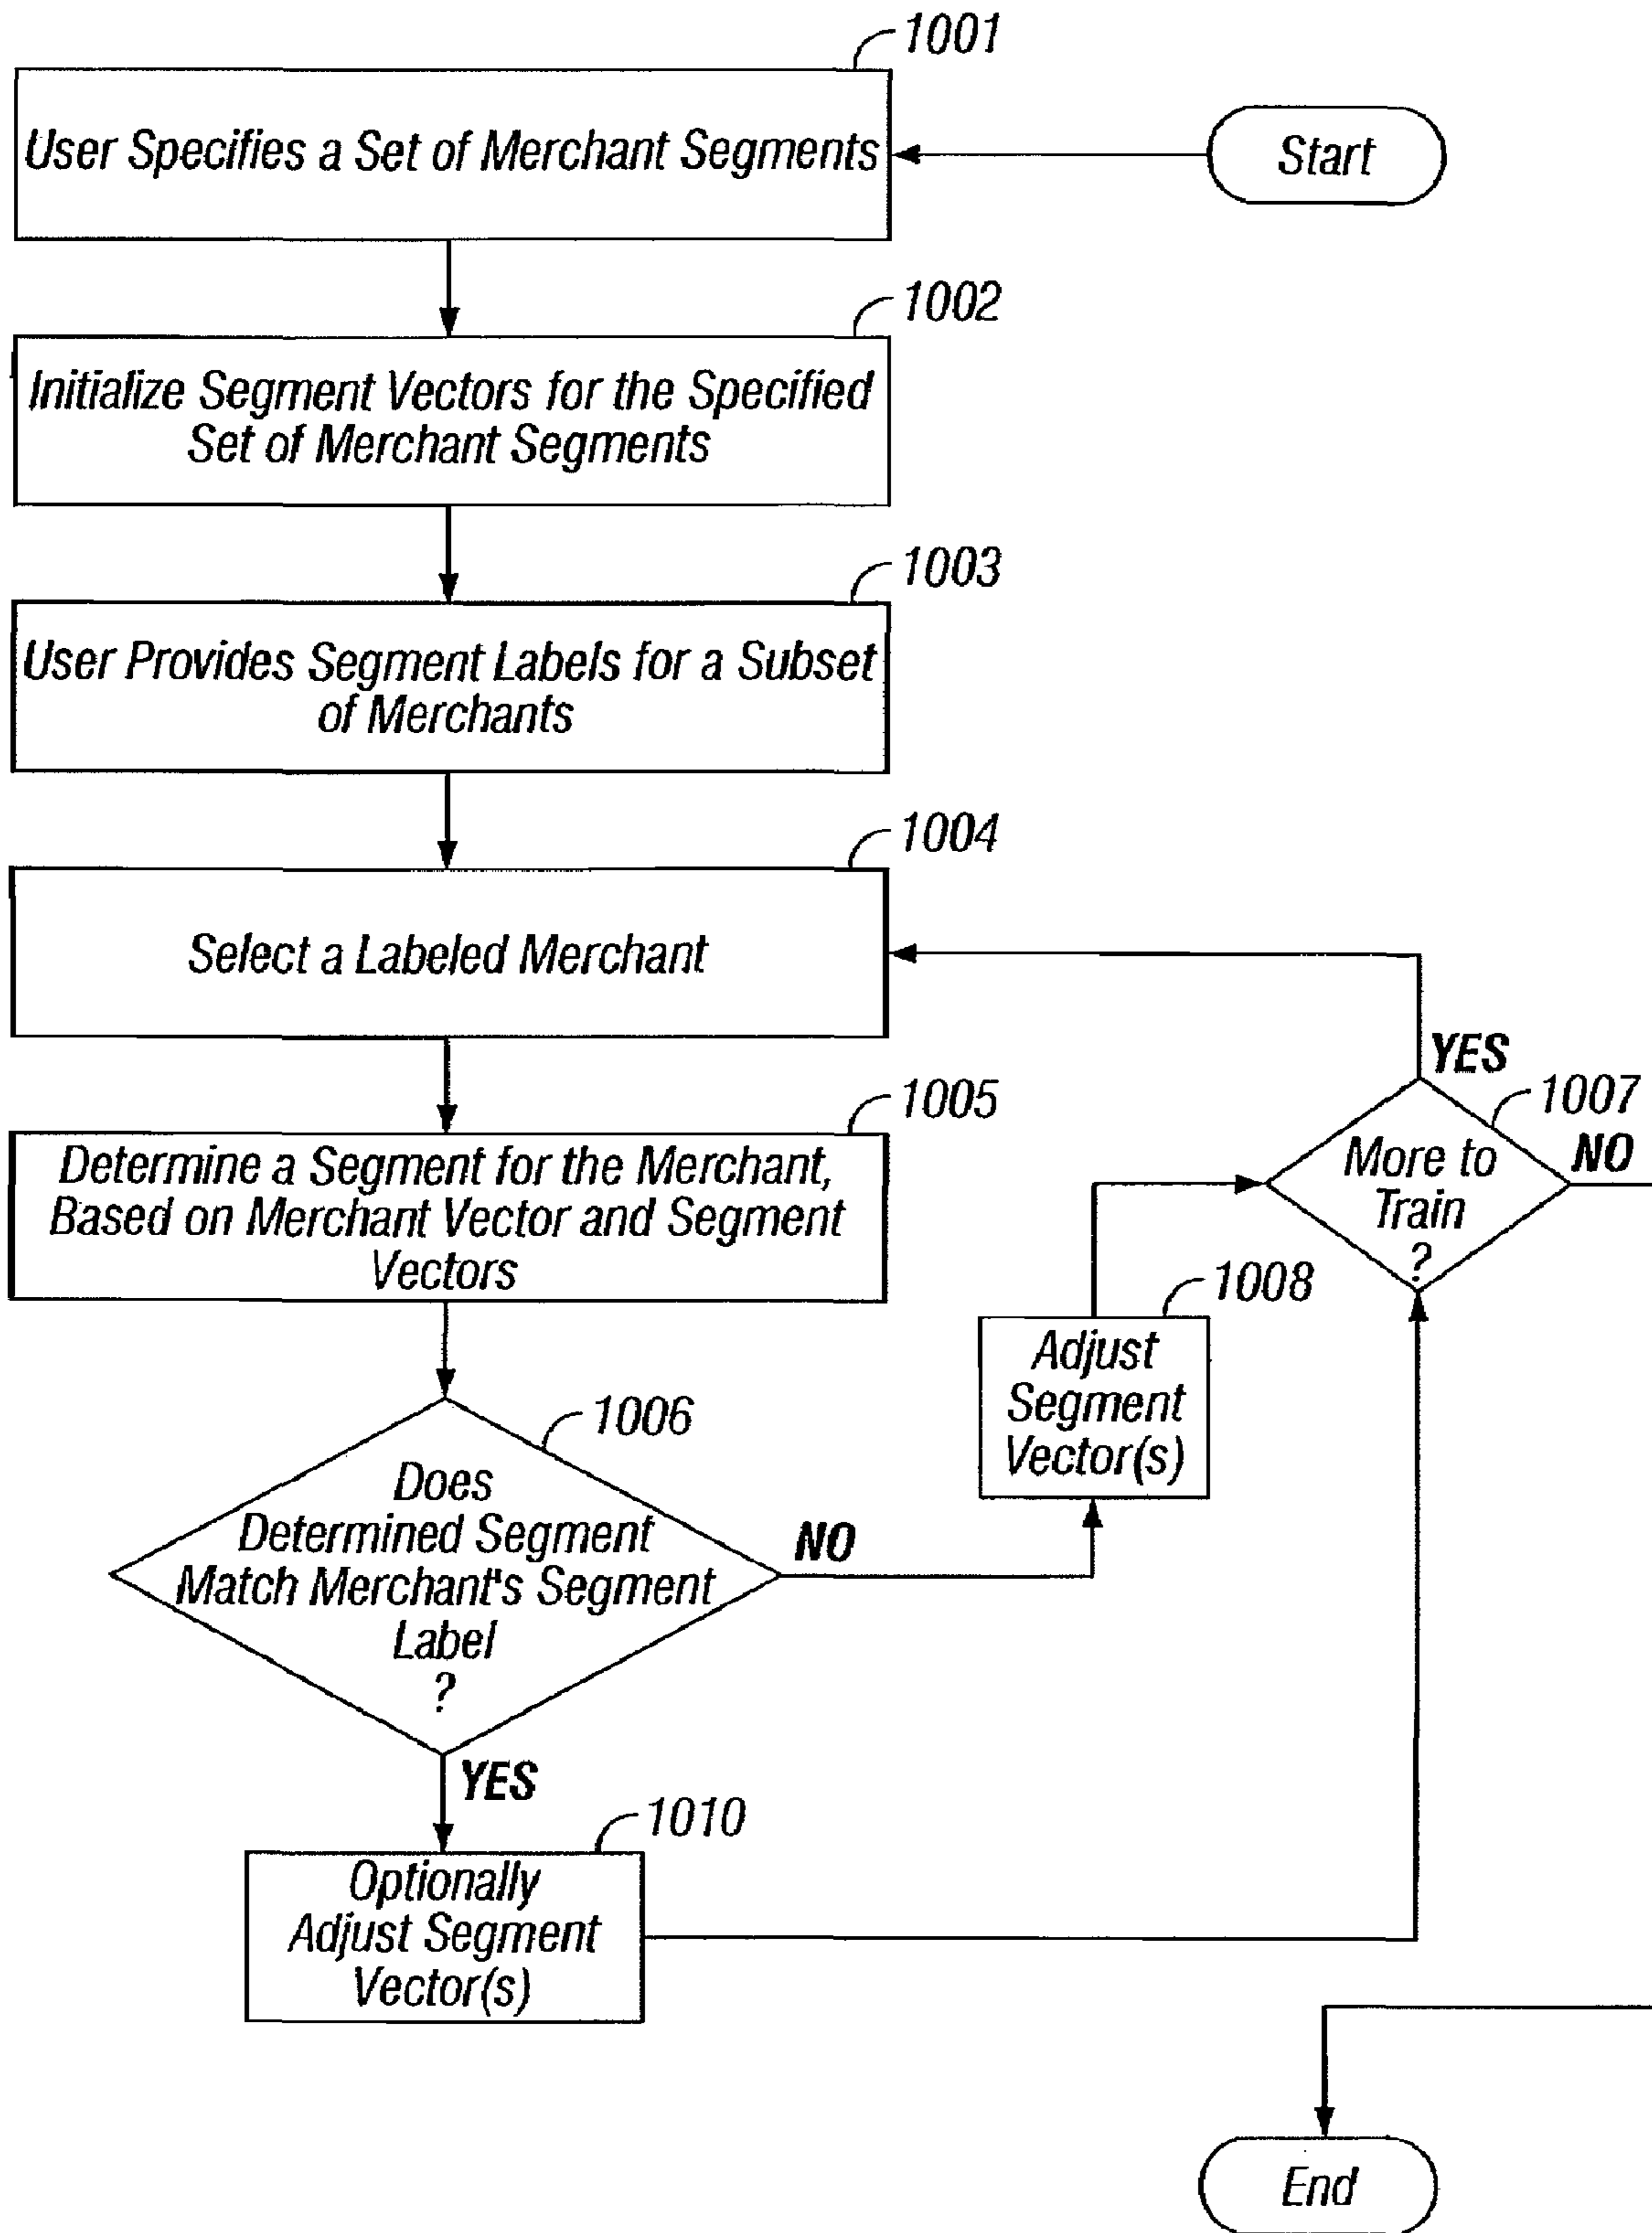 1001
User Specifies a Set of Merchant Segments
Start
1002
Initialize Segment Vectors for the Specified
Set of Merchant Segments
1003
User Provides Segment Labels for a Subset
of Merchants
1004
Select a Labeled Merchant
1005
Determine a Segment for the Merchant,
Based on Merchant Vector and Segment
Vectors
YES
1007
More to
Train
?
NO
1008
Adjust
Segment
Vector(s)
1006
Does
Determined Segment
Match Merchant's Segment
Label
?
NO
YES
1010
Optionally
Adjust Segment
Vector(s)
End